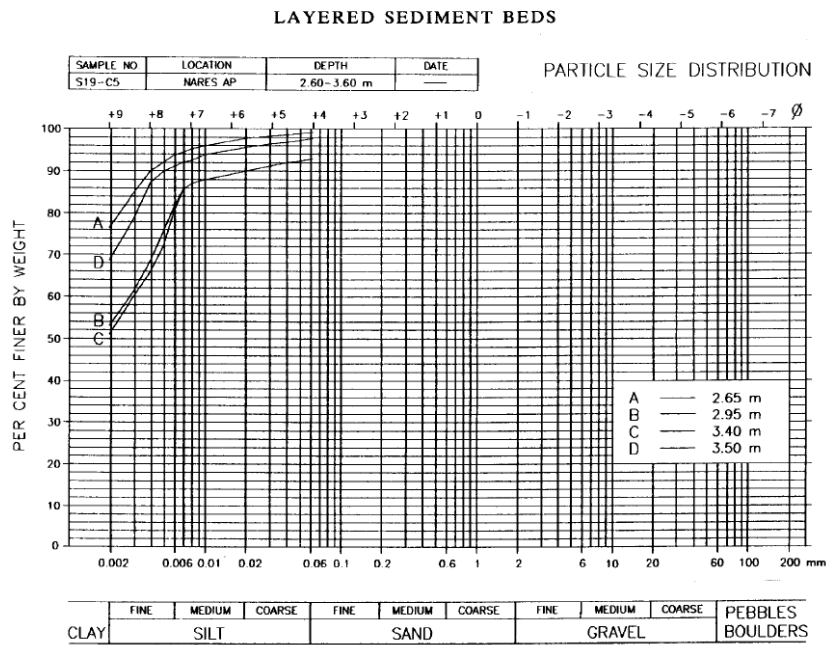 LAYERED SEDIMENT BEDS
SAMPLE NO LOCATION DEPTH DATE
S19-C5 NARES AP 2.60-3.60 m —
PARTICLE SIZE DISTRIBUTION
+9 +8 +7 +6 +5 +4 +3 +2 +1 0 -1 -2 -3 -4 -5 -6 -7 Ø
PER CENT FINER BY WEIGHT
100
90
80
70
60
50
40
30
20
10
0
A
D
B
C
A — 2.65 m
B — 2.95 m
C — 3.40 m
D — 3.50 m
0.002 0.006 0.01 0.02 0.06 0.1 0.2 0.6 1 2 6 10 20 60 100 200 mm
FINE MEDIUM COARSE FINE MEDIUM COARSE FINE MEDIUM COARSE PEBBLES
CLAY SILT SAND GRAVEL BOULDERS